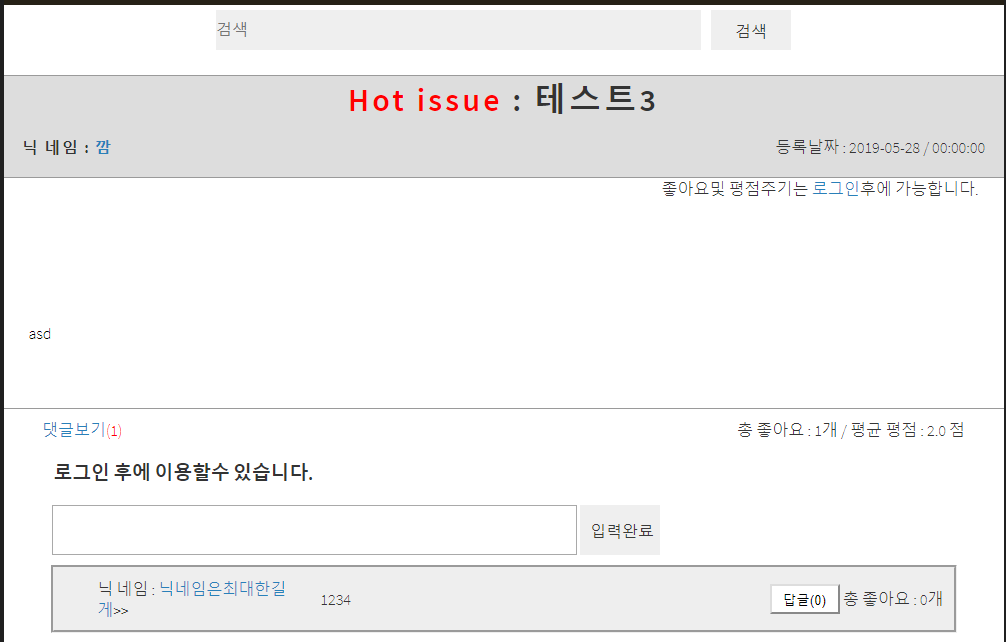 검색 검색
Hot issue : 테스트3
닉 네임 : 깜 등록날짜 : 2019-05-28 / 00:00:00
좋아요및 평점주기는 로그인후에 가능합니다.
asd
댓글보기(1) 총 좋아요 : 1개 / 평균 평점 : 2.0 점
로그인 후에 이용할수 있습니다.
입력완료
닉 네임 : 닉네임은최대한길
게>> 1234 답글(0) 총 좋아요 : 0개